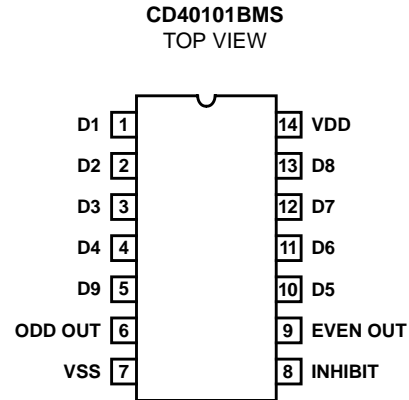 CD40101BMS
TOP VIEW
D1 1 14 VDD
D2 2 13 D8
D3 3 12 D7
D4 4 11 D6
D9 5 10 D5
ODD OUT 6 9 EVEN OUT
VSS 7 8 INHIBIT